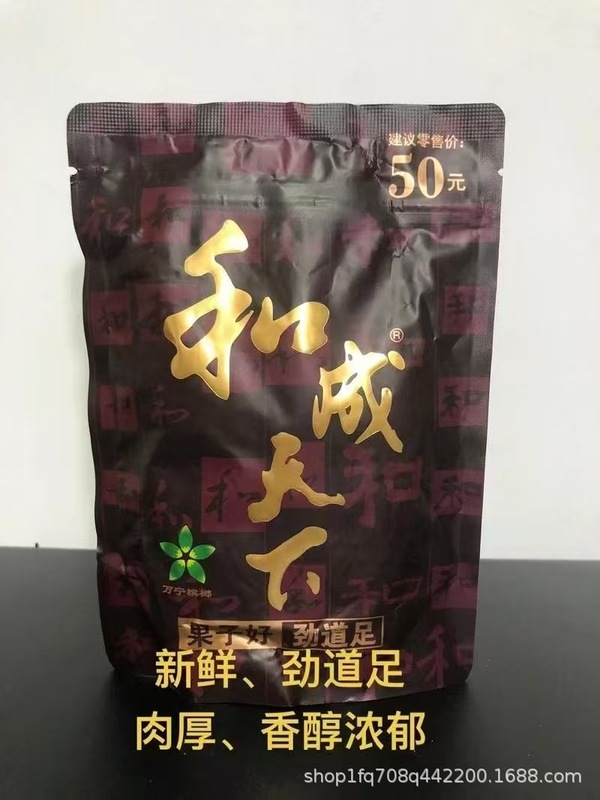 建议零售价：
50元
和成天下®
万宁槟榔
果子好 劲道足
新鲜、劲道足
肉厚、香醇浓郁
shop1fq708q442200.1688.com